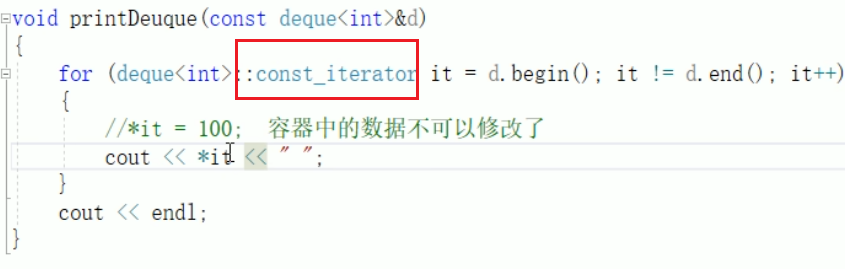 void printDeuque(const deque<int>&d)
{
for (deque<int>::const_iterator it = d.begin(); it != d.end(); it++)
{
//*it = 100; 容器中的数据不可以修改了
cout << *it << " ";
}
cout << endl;
}